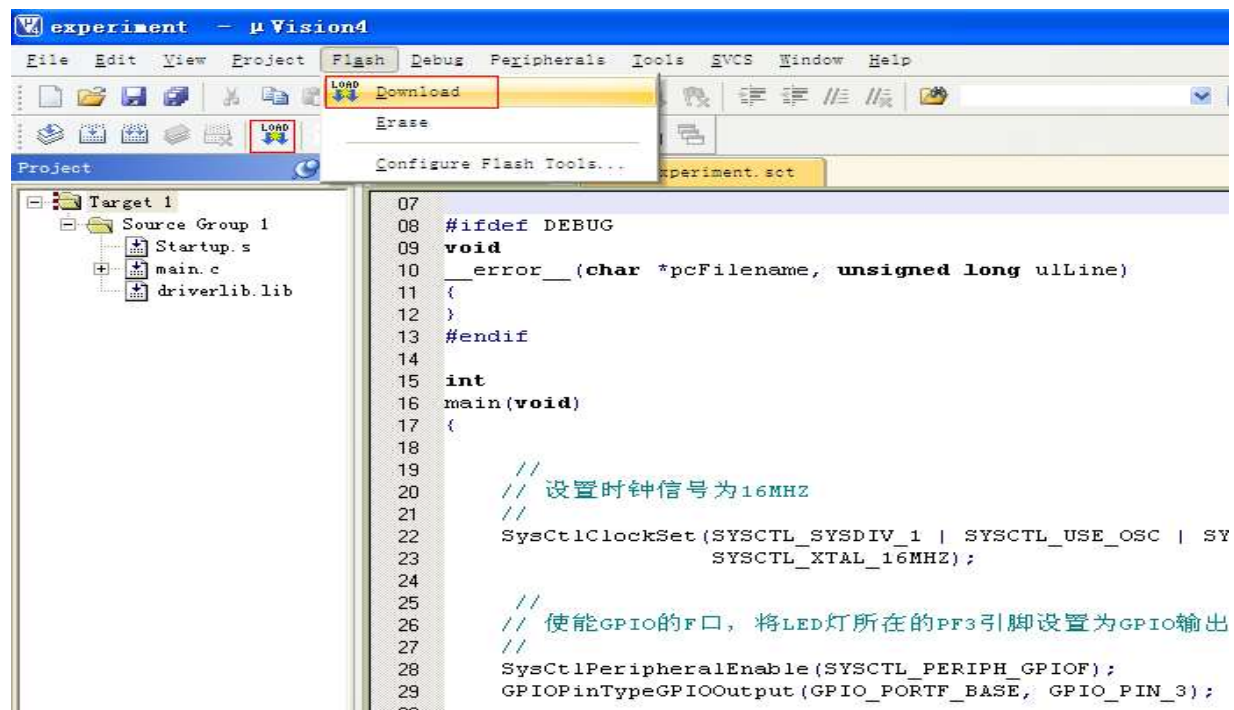 experiment - μVision4
File Edit View Project Flash Debug Peripherals Tools SVCS Window Help
LOAD Download
Erase
LOAD
Configure Flash Tools...
Project
xperiment.sct
Target 1
Source Group 1
Startup.s
main.c
driverlib.lib
07
08 #ifdef DEBUG
09 void
10 __error__(char *pcFilename, unsigned long ulLine)
11 {
12 }
13 #endif
14
15 int
16 main(void)
17 {
18
19 //
20 // 设置时钟信号为16MHZ
21 //
22 SysCtlClockSet(SYSCTL_SYSDIV_1 | SYSCTL_USE_OSC | SY
23 SYSCTL_XTAL_16MHZ);
24
25 //
26 // 使能GPIO的F口，将LED灯所在的PF3引脚设置为GPIO输出
27 //
28 SysCtlPeripheralEnable(SYSCTL_PERIPH_GPIOF);
29 GPIOPinTypeGPIOOutput(GPIO_PORTF_BASE, GPIO_PIN_3);